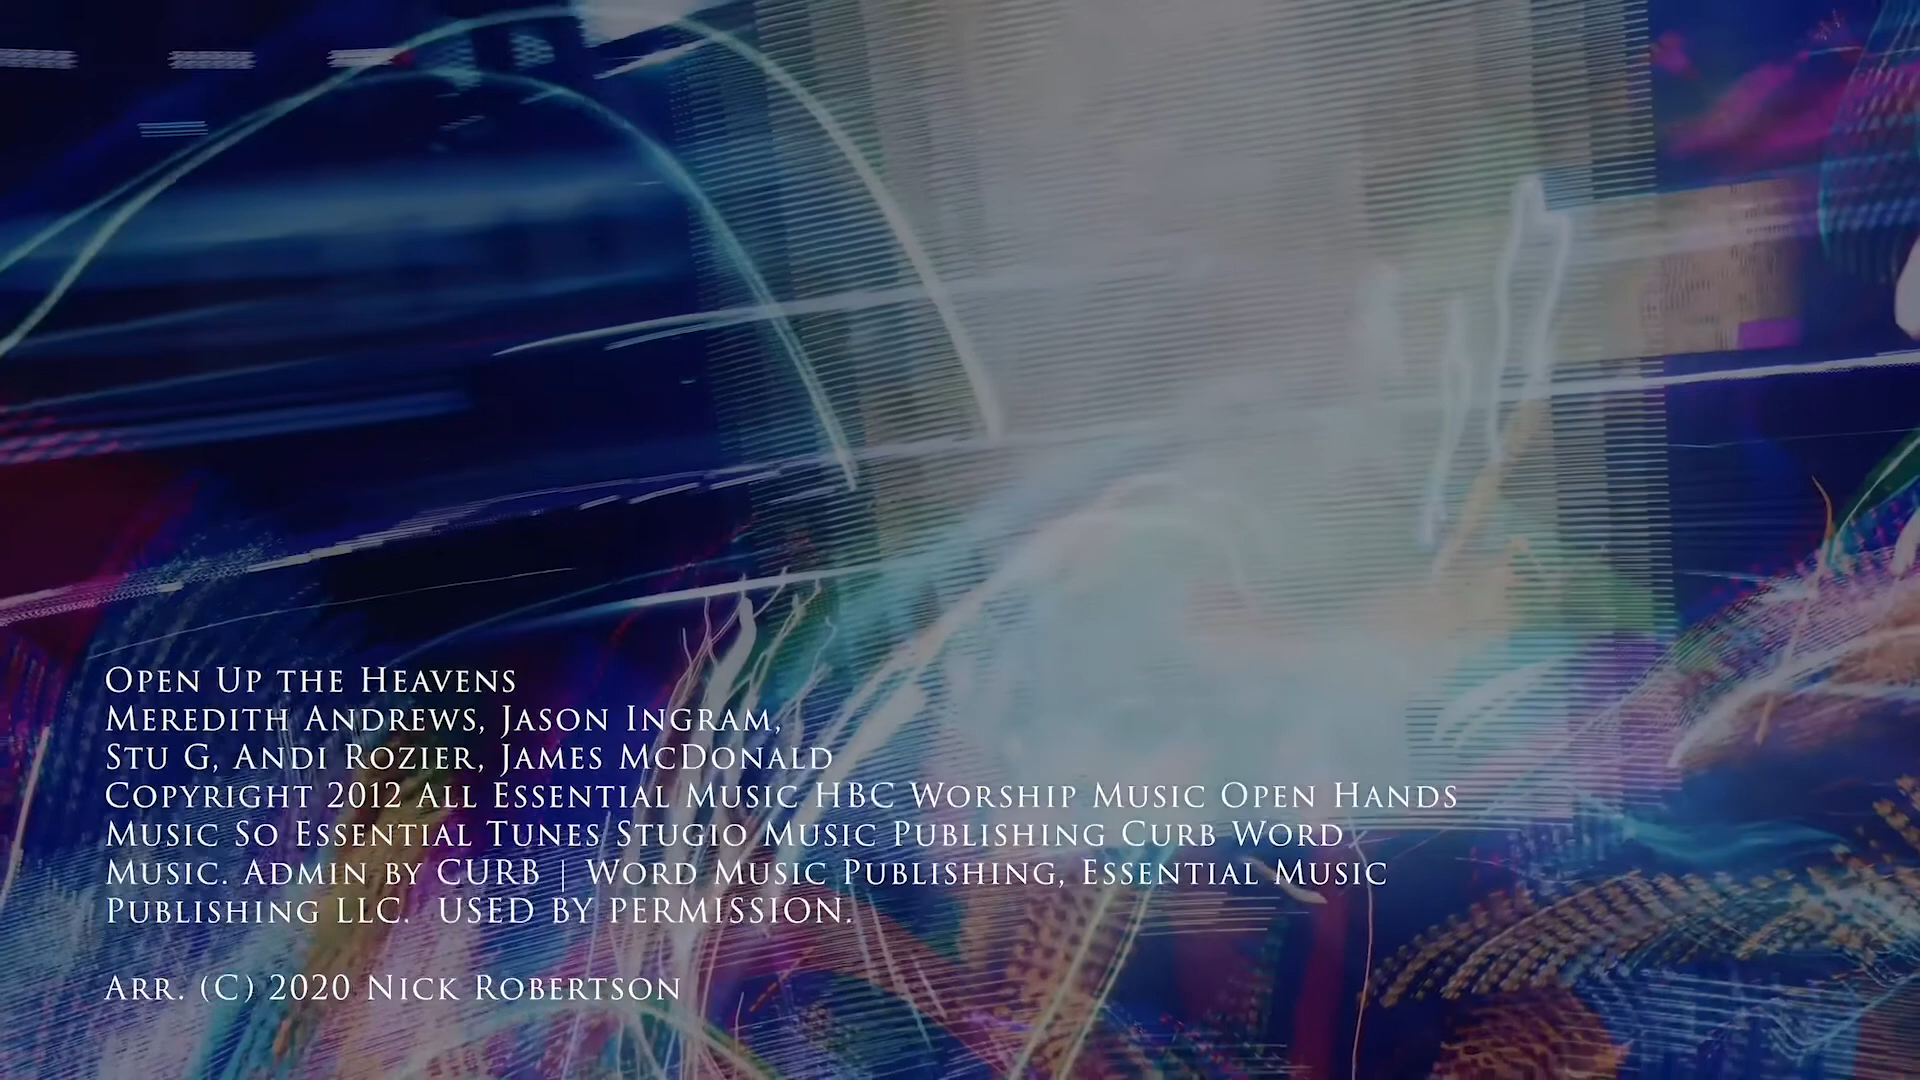 Open Up the Heavens
Meredith Andrews, Jason Ingram,
Stu G, Andi Rozier, James McDonald
Copyright 2012 All Essential Music HBC Worship Music Open Hands
Music So Essential Tunes Stugio Music Publishing Curb Word
Music. Admin by CURB | Word Music Publishing, Essential Music
Publishing LLC.  USED BY PERMISSION.
Arr. (C) 2020 Nick Robertson